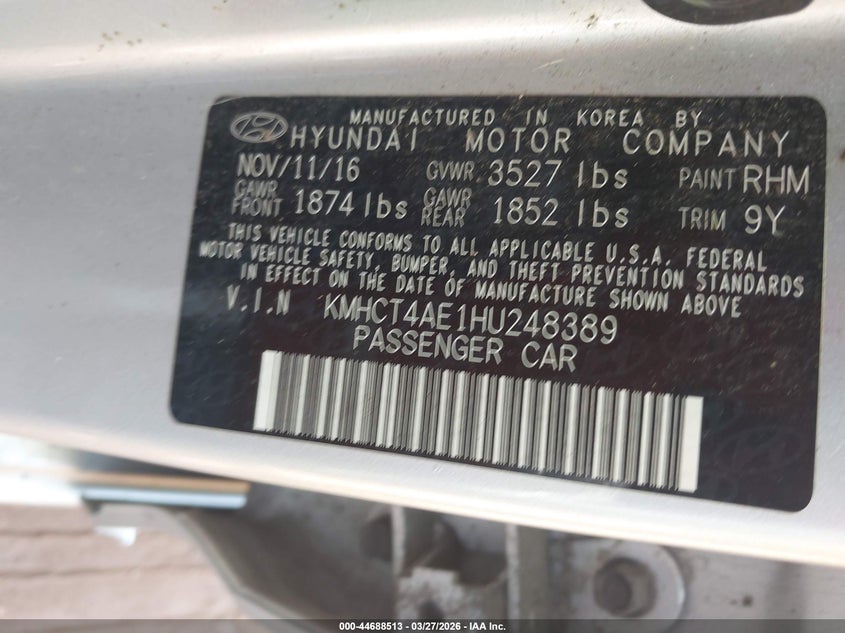 MANUFACTURED IN KOREA BY
HYUNDAI MOTOR COMPANY
NOV/11/16 GVWR 3527 lbs PAINT RHM
GAWR FRONT 1874 lbs GAWR REAR 1852 lbs TRIM 9Y
THIS VEHICLE CONFORMS TO ALL APPLICABLE U.S.A. FEDERAL
MOTOR VEHICLE SAFETY, BUMPER, AND THEFT PREVENTION STANDARDS
IN EFFECT ON THE DATE OF MANUFACTURE SHOWN ABOVE
V.I.N KMHCT4AE1HU248389
PASSENGER CAR
000-44688513 - 03/27/2026 - IAA Inc.